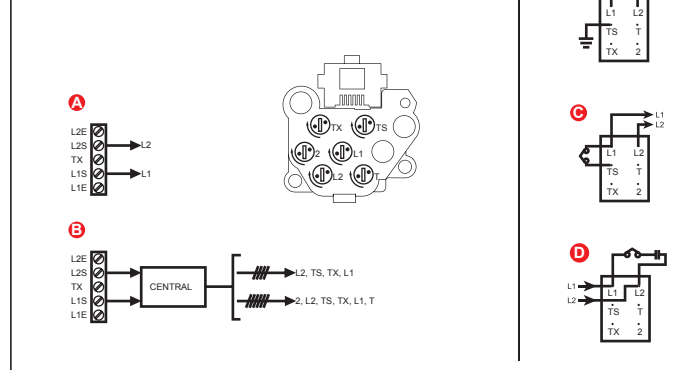 A
L2E
L2S
TX
L1S
L1E
L2
L1
TX
TS
2
L1
L2
T
B
L2E
L2S
TX
L1S
L1E
CENTRAL
L2, TS, TX, L1
2, L2, TS, TX, L1, T
L1 L2
TS T
TX 2
C
L1
L2
L1 L2
TS T
TX 2
D
L1
L2
L1 L2
TS T
TX 2